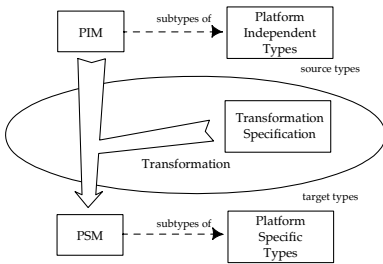 PIM
subtypes of
Platform
Independent
Types
source types
Transformation
Specification
Transformation
target types
PSM
subtypes of
Platform
Specific
Types